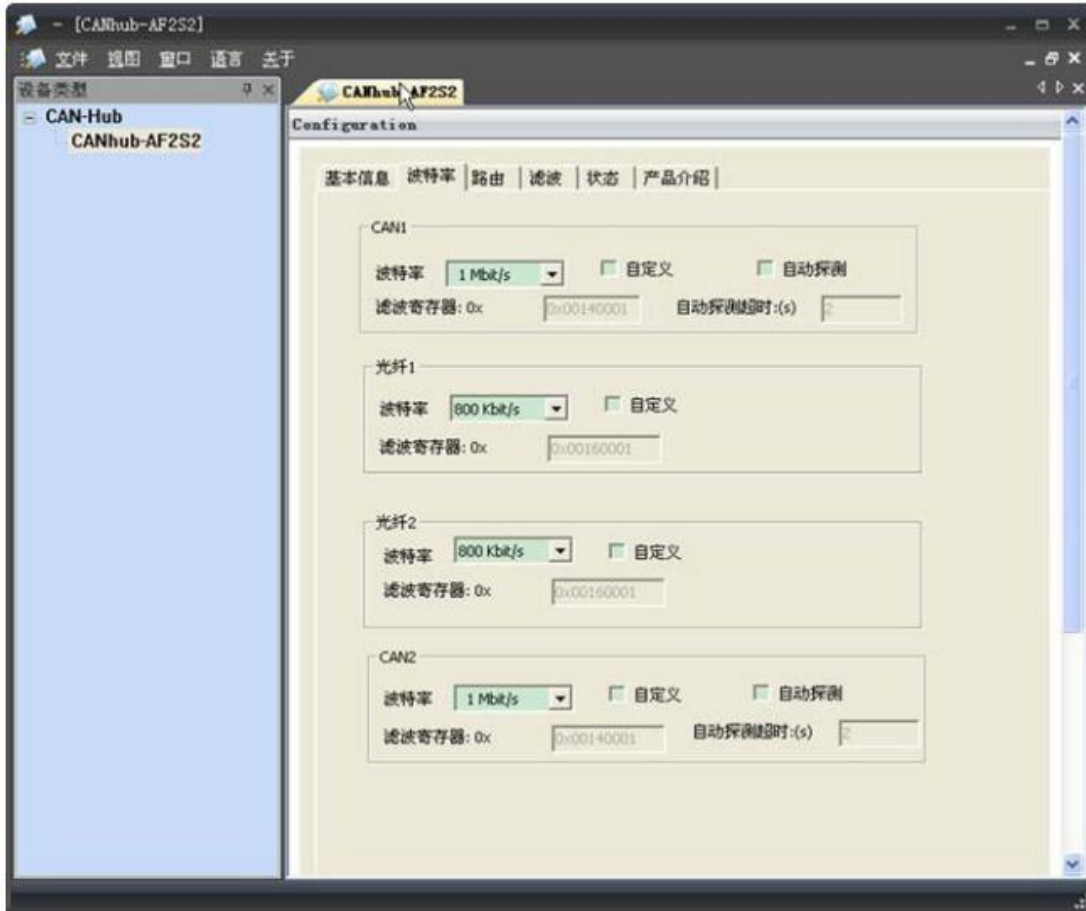 - [CANhub-AF2S2]
文件 视图 窗口 语言 关于
设备类型
CAN-Hub
CANhub-AF2S2
CANhub-AF2S2
Configuration
基本信息 波特率 路由 滤波 状态 产品介绍
CAN1
波特率 1 Mbit/s 自定义 自动探测
滤波寄存器: 0x 0x00140001 自动探测超时:(s) 2
光纤1
波特率 800 Kbit/s 自定义
滤波寄存器: 0x 0x00160001
光纤2
波特率 800 Kbit/s 自定义
滤波寄存器: 0x 0x00160001
CAN2
波特率 1 Mbit/s 自定义 自动探测
滤波寄存器: 0x 0x00140001 自动探测超时:(s) 2